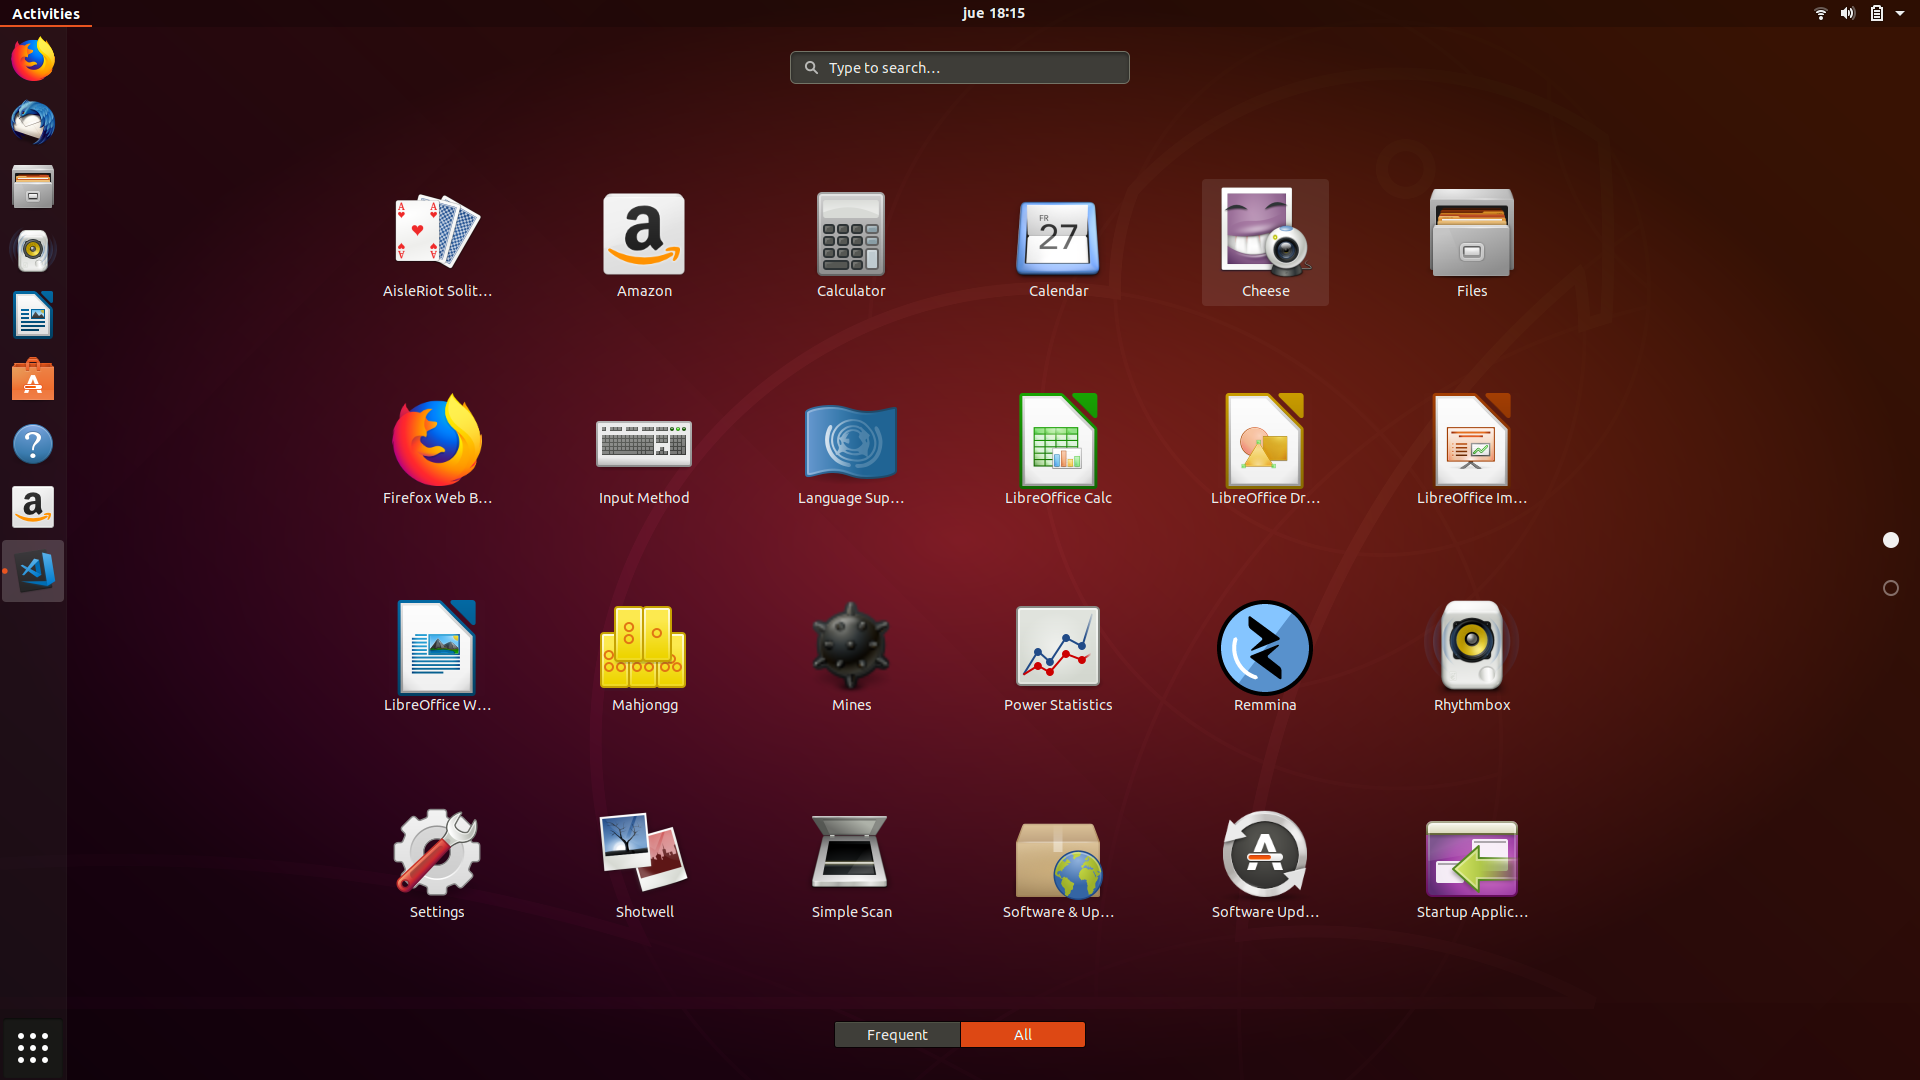 Activities
jue 18:15
Type to search...
AisleRiot Solit...
Amazon
Calculator
FR
27
Calendar
Cheese
Files
Firefox Web B...
Input Method
Language Sup...
LibreOffice Calc
LibreOffice Dr...
LibreOffice Im...
LibreOffice W...
Mahjongg
Mines
Power Statistics
Remmina
Rhythmbox
Settings
Shotwell
Simple Scan
Software & Up...
Software Upd...
Startup Applic...
Frequent
All